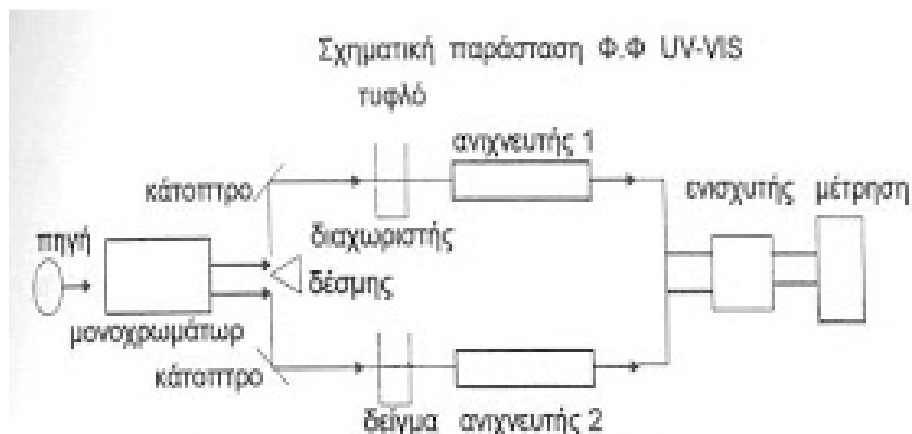 Σχηματική παράσταση Φ.Φ UV-VIS
τυφλό
ανιχνευτής 1
κάτοπτρο
ενισχυτής μέτρηση
πηγή
διαχωριστής
δέσμης
μονοχρωμάτωρ
κάτοπτρο
δείγμα ανιχνευτής 2